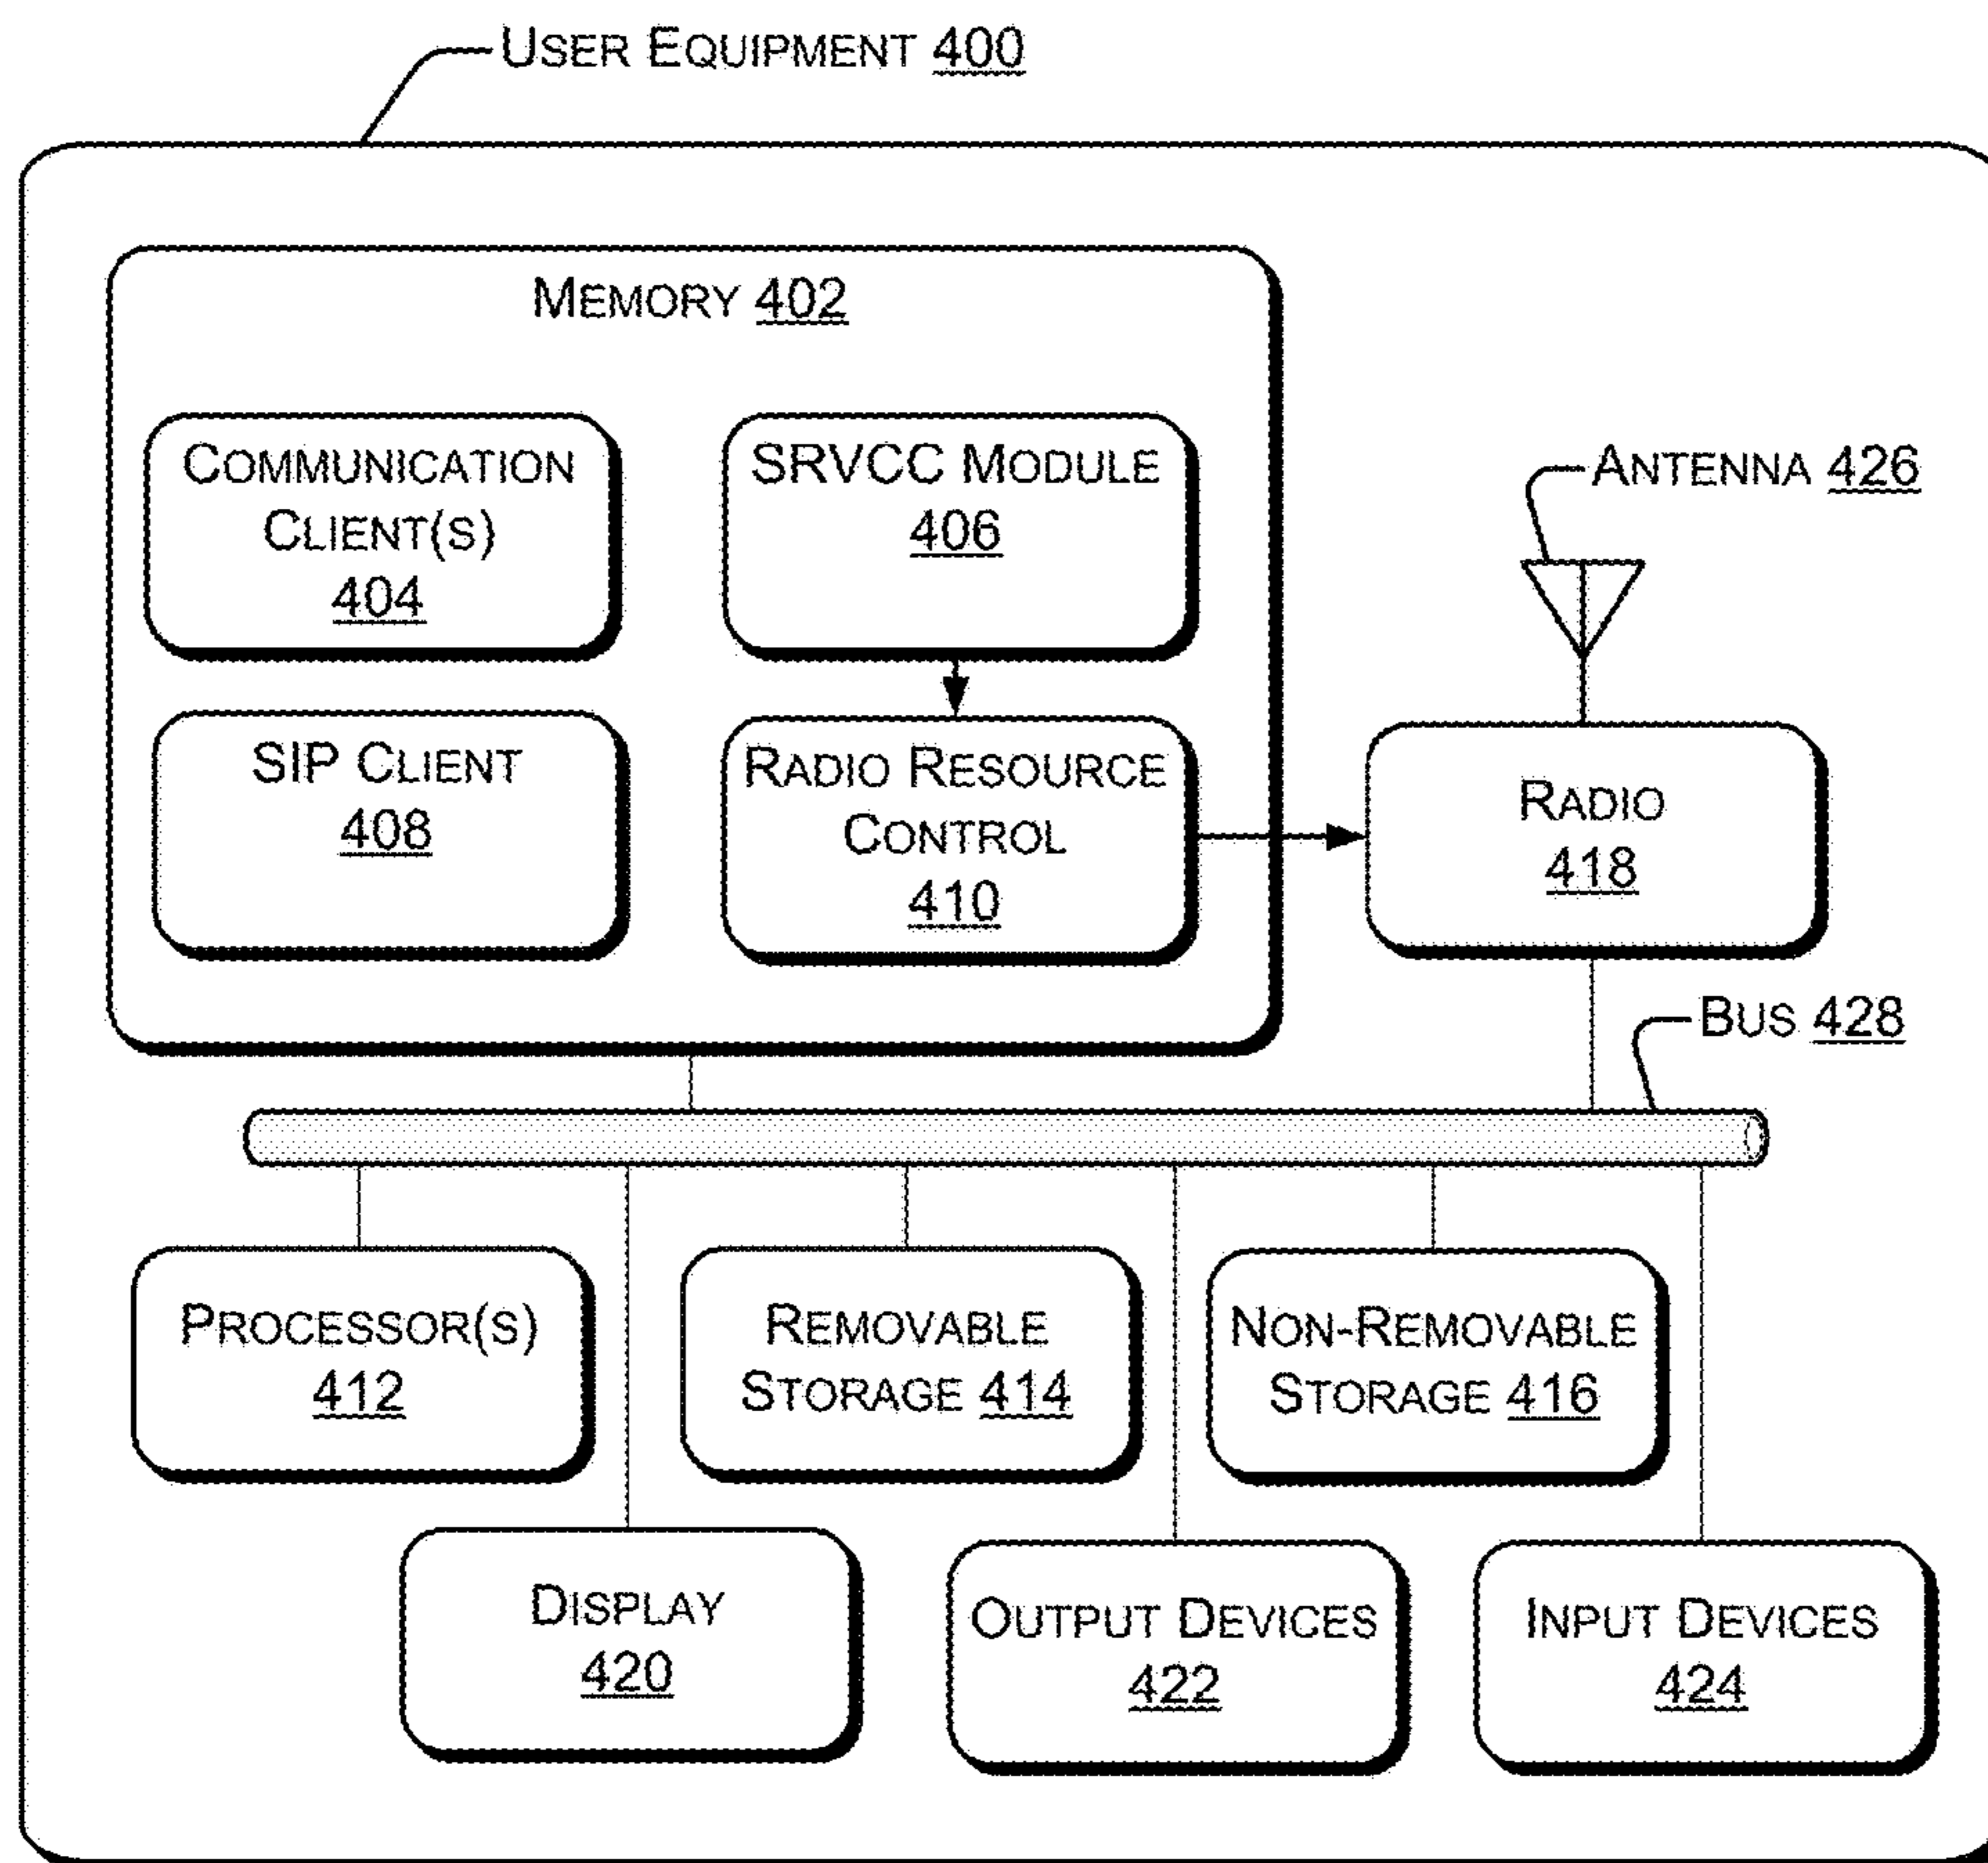 USER EQUIPMENT 400
MEMORY 402
COMMUNICATION
CLIENT(S)
404
SRVCC MODULE
406
ANTENNA 426
SIP CLIENT
408
RADIO RESOURCE
CONTROL
410
RADIO
418
BUS 428
PROCESSOR(S)
412
REMOVABLE
STORAGE 414
NON-REMOVABLE
STORAGE 416
DISPLAY
420
OUTPUT DEVICES
422
INPUT DEVICES
424